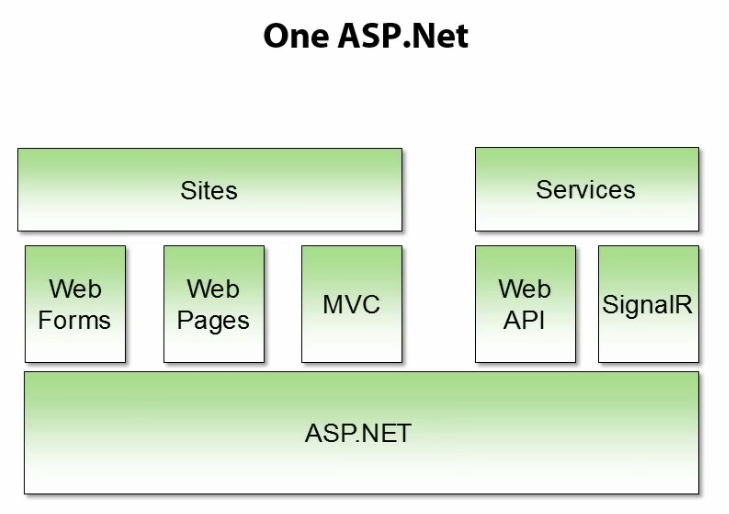 One ASP.Net
Sites
Services
Web
Forms
Web
Pages
MVC
Web
API
SignalR
ASP.NET